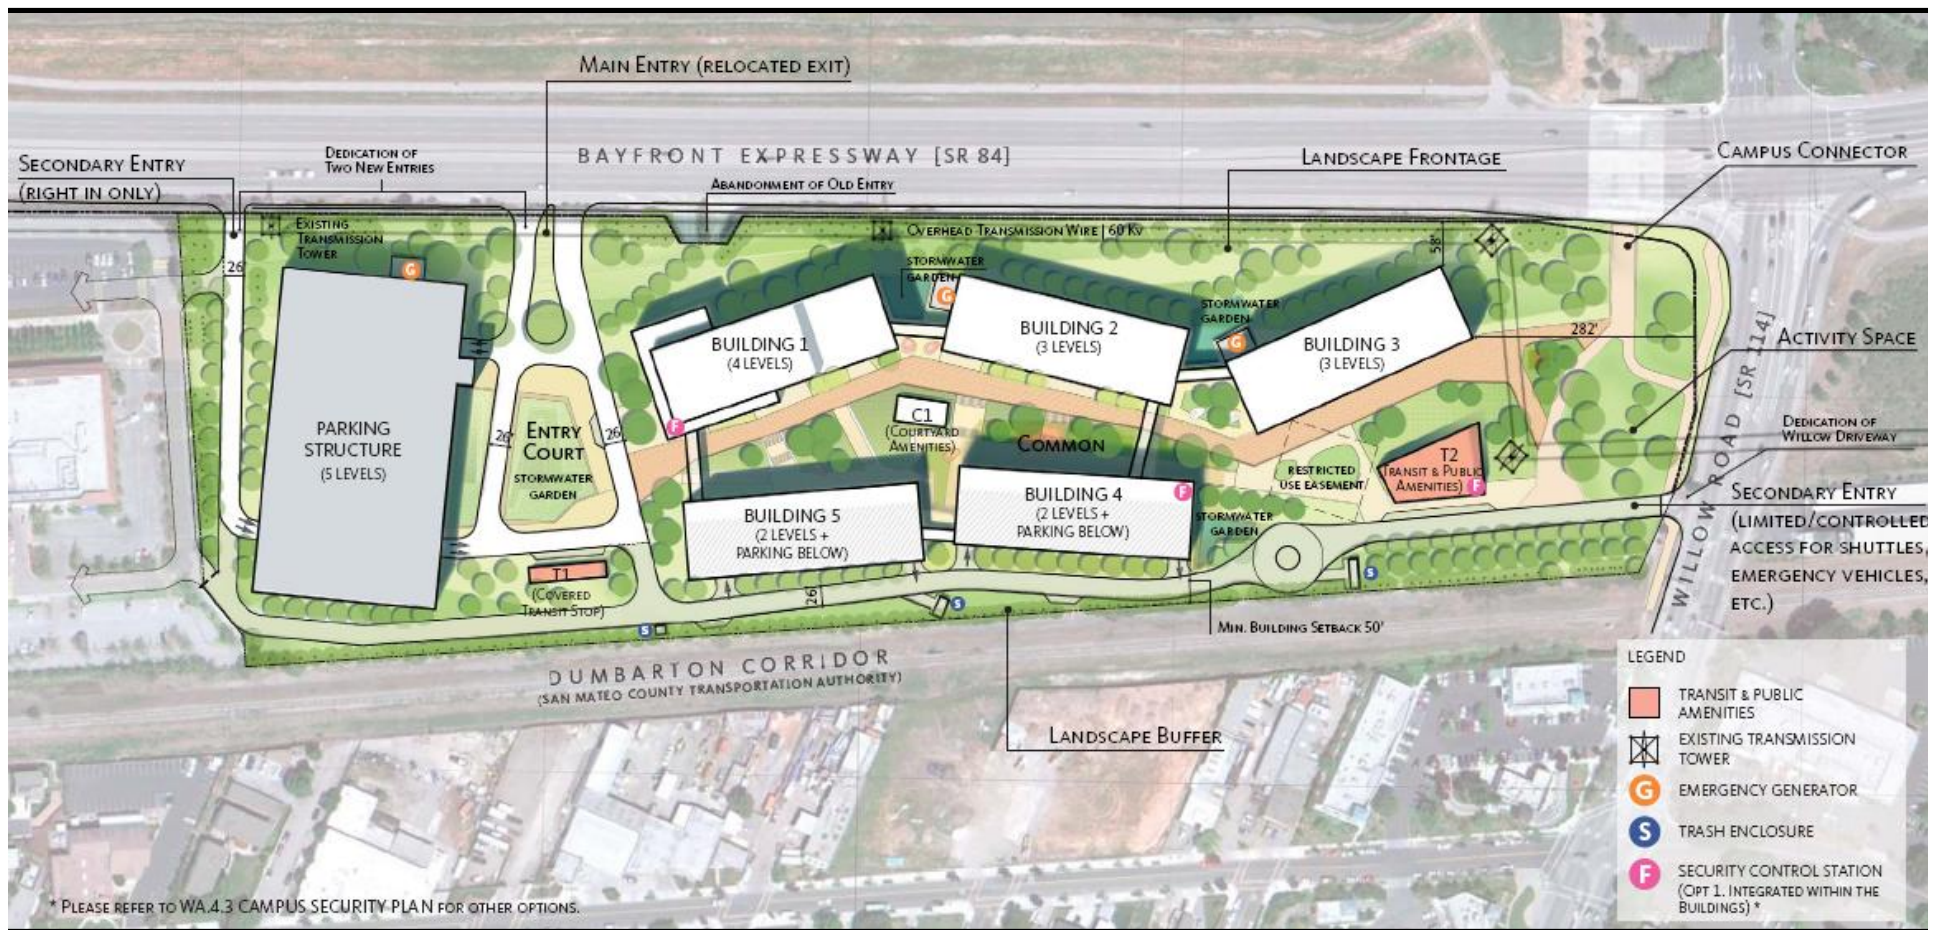 MAIN ENTRY (RELOCATED EXIT)
SECONDARY ENTRY
(RIGHT IN ONLY)
DEDICATION OF
TWO NEW ENTRIES
BAYFRONT EXPRESSWAY [SR 84]
ABANDONMENT OF OLD ENTRY
LANDSCAPE FRONTAGE
CAMPUS CONNECTOR
EXISTING
TRANSMISSION
TOWER
OVERHEAD TRANSMISSION WIRE | 60 KV
58'
26'
G
STORMWATER
GARDEN
G
STORMWATER
GARDEN
G
BUILDING 1
(4 LEVELS)
BUILDING 2
(3 LEVELS)
BUILDING 3
(3 LEVELS)
282'
ACTIVITY SPACE
WILLOW ROAD [SR 114]
PARKING
STRUCTURE
(5 LEVELS)
26'
ENTRY
COURT
26'
STORMWATER
GARDEN
F
C1
(COURTYARD
AMENITIES)
COMMON
RESTRICTED
USE EASEMENT
T2
(TRANSIT & PUBLIC
AMENITIES)
F
DEDICATION OF
WILLOW DRIVEWAY
SECONDARY ENTRY
(LIMITED/CONTROLLED
ACCESS FOR SHUTTLES,
EMERGENCY VEHICLES,
ETC.)
BUILDING 5
(2 LEVELS +
PARKING BELOW)
BUILDING 4
(2 LEVELS +
PARKING BELOW)
F
STORMWATER
GARDEN
T1
(COVERED
TRANSIT STOP)
26'
S
S
S
MIN. BUILDING SETBACK 50'
DUMBARTON CORRIDOR
(SAN MATEO COUNTY TRANSPORTATION AUTHORITY)
LANDSCAPE BUFFER
LEGEND
TRANSIT & PUBLIC
AMENITIES
EXISTING TRANSMISSION
TOWER
G EMERGENCY GENERATOR
S TRASH ENCLOSURE
F SECURITY CONTROL STATION
(OPT 1. INTEGRATED WITHIN THE
BUILDINGS) *
* PLEASE REFER TO WA.4.3 CAMPUS SECURITY PLAN FOR OTHER OPTIONS.